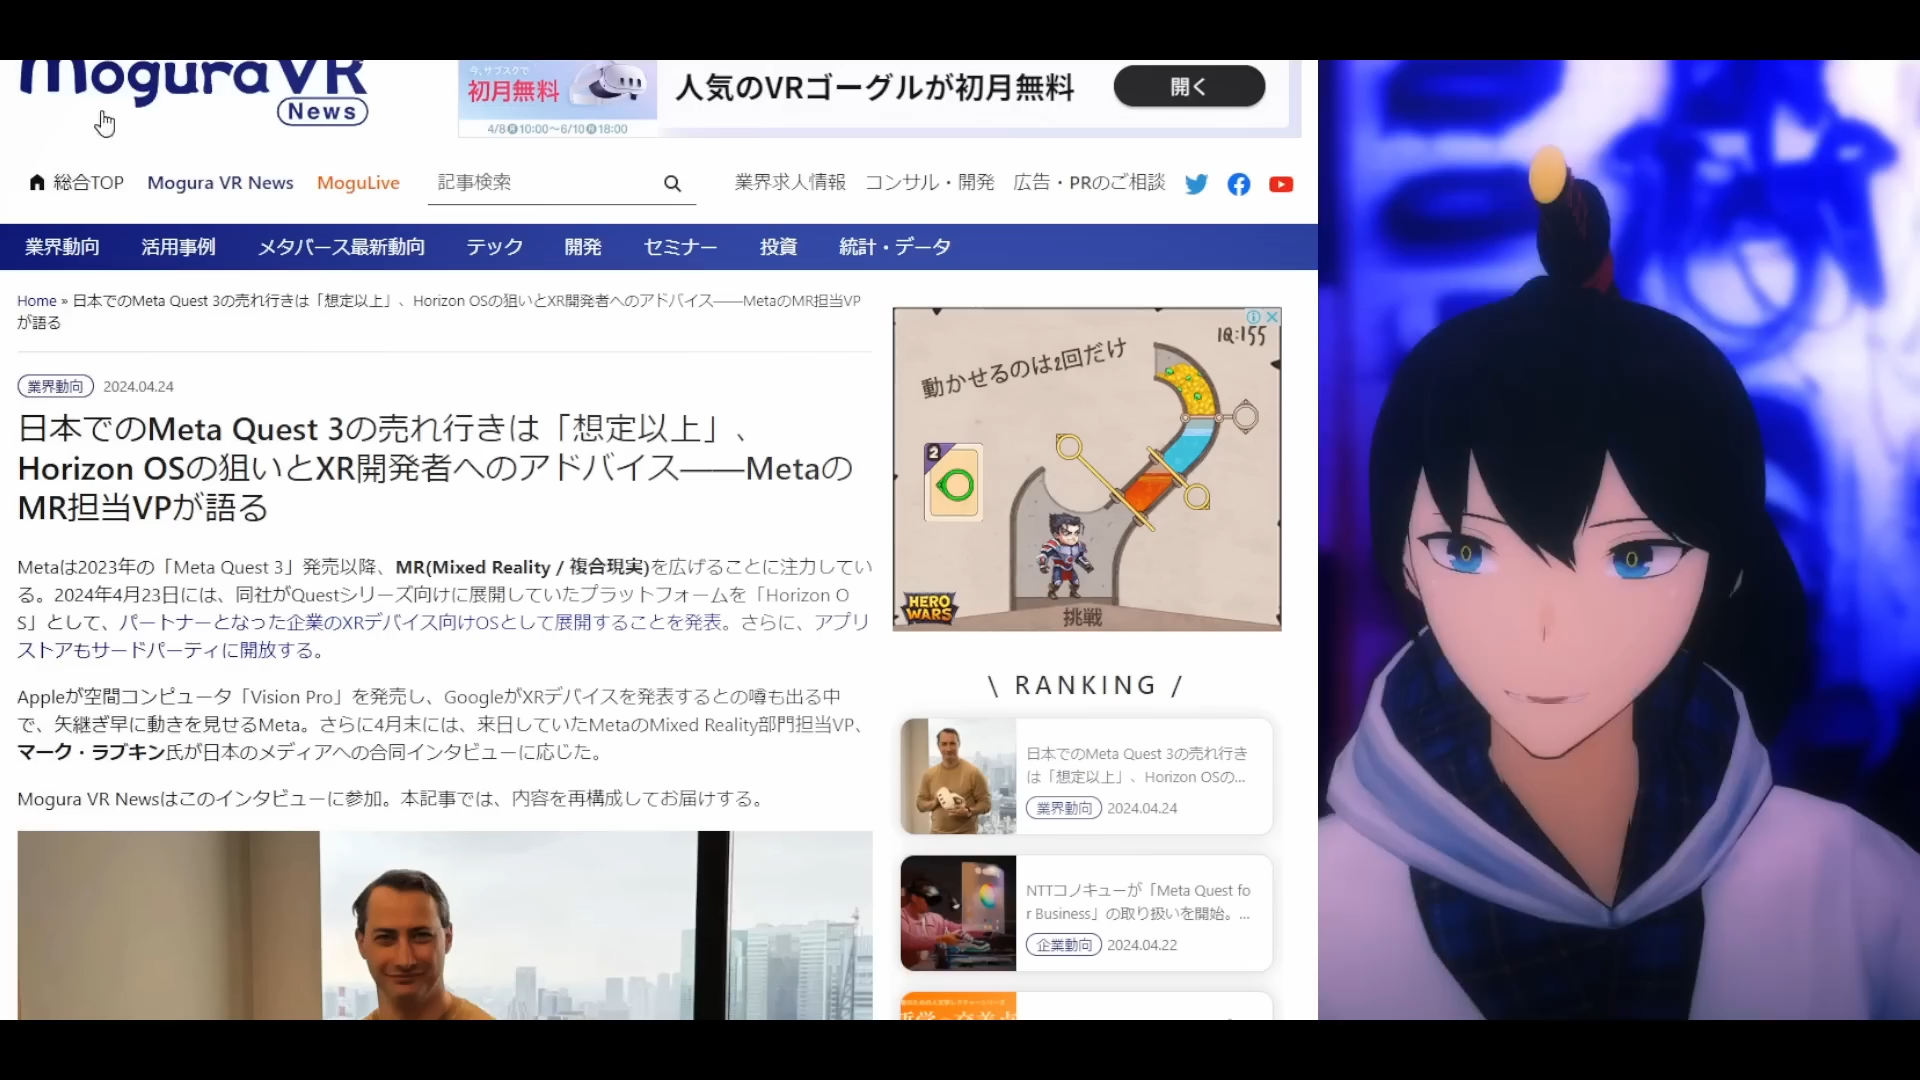 MoguraVR
News
今、サブスクで
初月無料
4/8㊊10:00～6/10㊊18:00
人気のVRゴーグルが初月無料
開く
総合TOP
Mogura VR News
MoguLive
記事検索
業界求人情報
コンサル・開発
広告・PRのご相談
業界動向
活用事例
メタバース最新動向
テック
開発
セミナー
投資
統計・データ
Home » 日本でのMeta Quest 3の売れ行きは「想定以上」、Horizon OSの狙いとXR開発者へのアドバイス――MetaのMR担当VP
が語る
業界動向 2024.04.24
日本でのMeta Quest 3の売れ行きは「想定以上」、
Horizon OSの狙いとXR開発者へのアドバイス――Metaの
MR担当VPが語る
Metaは2023年の「Meta Quest 3」発売以降、MR(Mixed Reality / 複合現実)を広げることに注力してい
る。2024年4月23日には、同社がQuestシリーズ向けに展開していたプラットフォームを「Horizon O
S」として、パートナーとなった企業のXRデバイス向けOSとして展開することを発表。さらに、アプリ
ストアもサードパーティに開放する。
Appleが空間コンピュータ「Vision Pro」を発売し、GoogleがXRデバイスを発表するとの噂も出る中
で、矢継ぎ早に動きを見せるMeta。さらに4月末には、来日していたMetaのMixed Reality部門担当VP、
マーク・ラブキン氏が日本のメディアへの合同インタビューに応じた。
Mogura VR Newsはこのインタビューに参加。本記事では、内容を再構成してお届けする。
IQ:155
動かせるのは2回だけ
2
HERO
WARS
挑戦
\ RANKING /
日本でのMeta Quest 3の売れ行き
は「想定以上」、Horizon OSの...
業界動向 2024.04.24
NTTコノキューが「Meta Quest fo
r Business」の取り扱いを開始。...
企業動向 2024.04.22